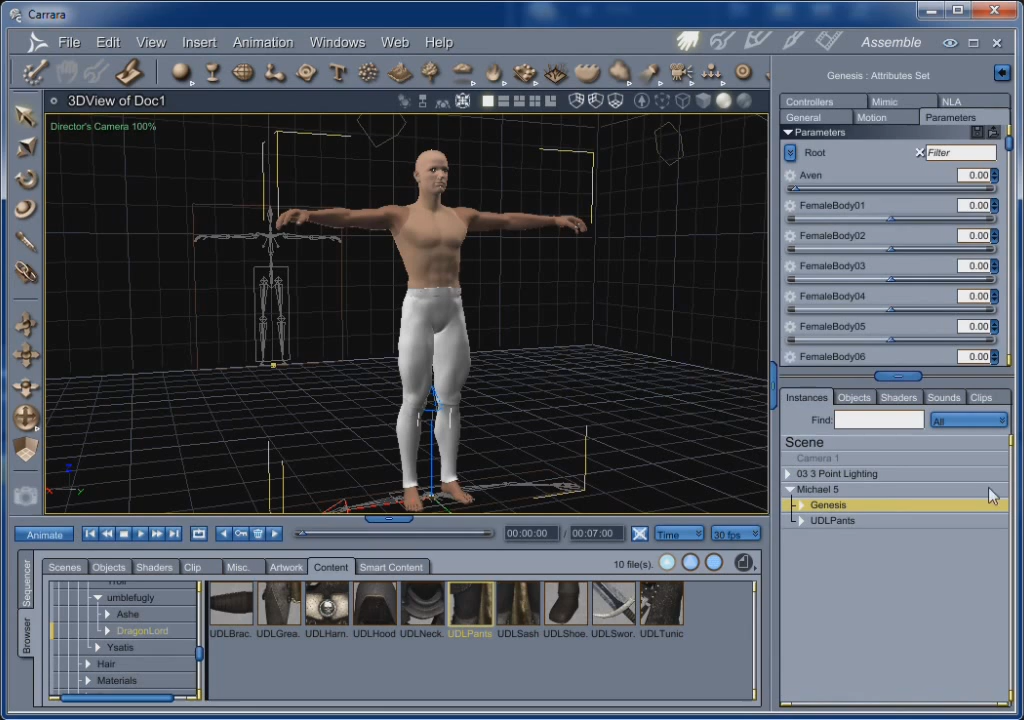 Carrara
File Edit View Insert Animation Windows Web Help
Assemble
3DView of Doc1
Director's Camera 100%
Genesis : Attributes Set
Controllers Mimic NLA
General Motion Parameters
Parameters
Root Filter
Aven 0.00
FemaleBody01 0.00
FemaleBody02 0.00
FemaleBody03 0.00
FemaleBody04 0.00
FemaleBody05 0.00
FemaleBody06 0.00
Instances Objects Shaders Sounds Clips
Find: All
Scene
Camera 1
03 3 Point Lighting
Michael 5
Genesis
UDLPants
Animate 00:00:00 / 00:07:00 Time 30 fps
Sequencer
Browser
Scenes Objects Shaders Clip Misc. Artwork Content Smart Content 10 file(s).
umblefugly
Ashe
DragonLord
Ysatis
Hair
Materials
UDLBrac. UDLGrea. UDLHarn. UDLHood UDLNeck. UDLPants UDLSash UDLShoe. UDLSwor. UDLTunic